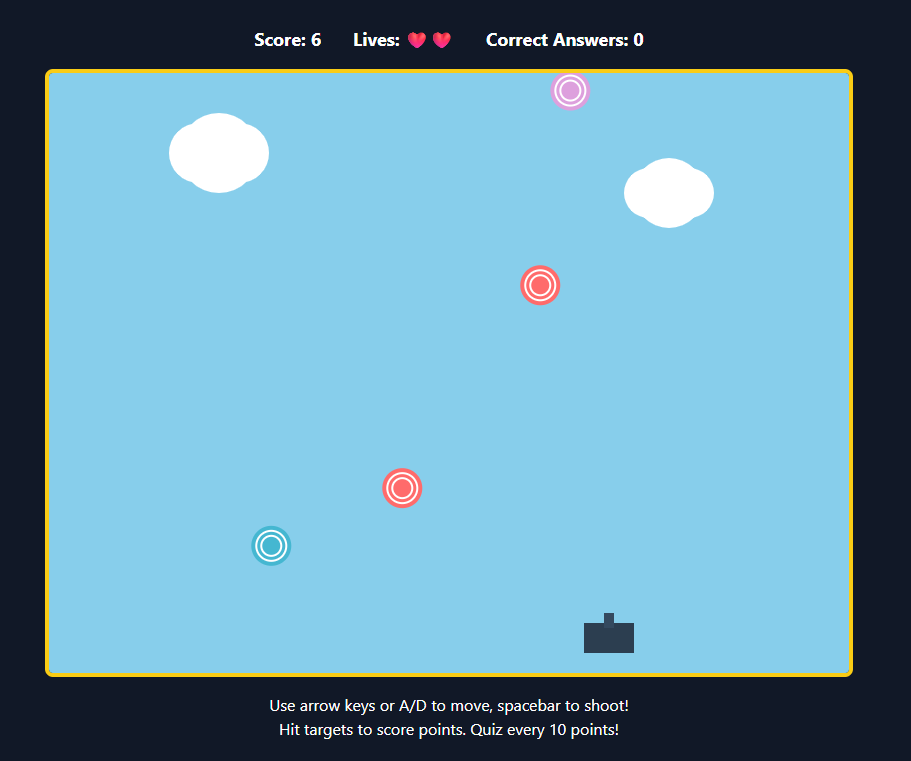 Score: 6 Lives: 💗💗 Correct Answers: 0
Use arrow keys or A/D to move, spacebar to shoot!
Hit targets to score points. Quiz every 10 points!